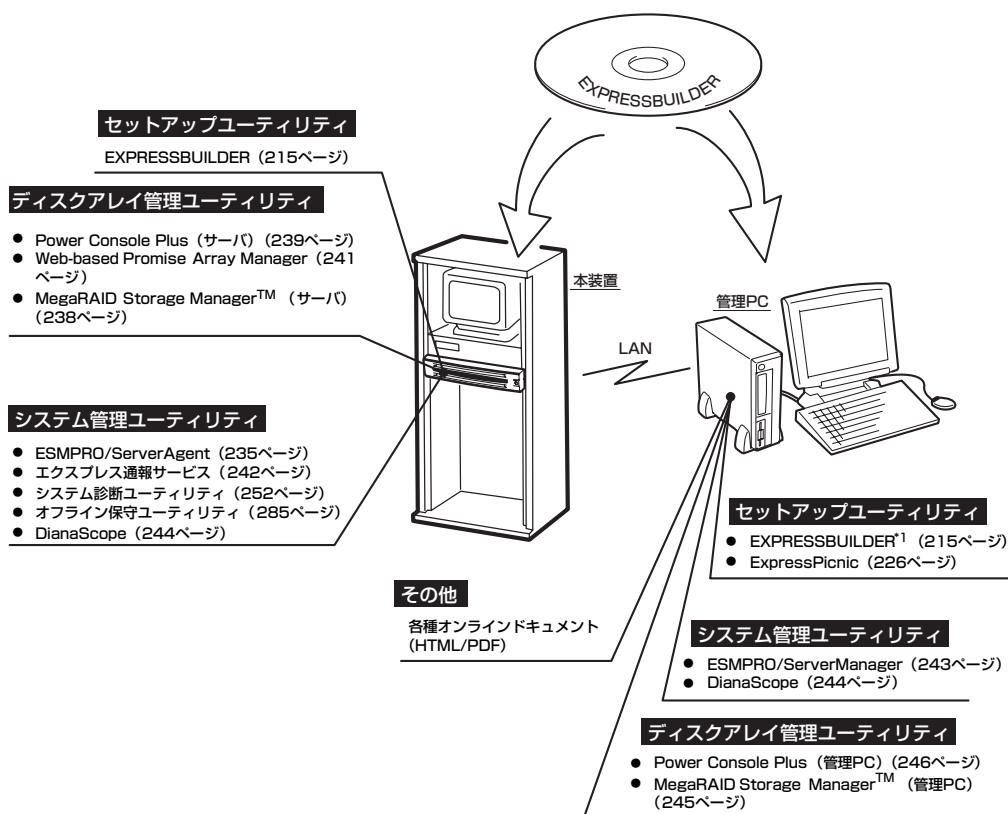 EXPRESSBUILDER
セットアップユーティリティ
EXPRESSBUILDER（215ページ）
ディスクアレイ管理ユーティリティ
● Power Console Plus（サーバ）（239ページ）
● Web-based Promise Array Manager（241
ページ）
● MegaRAID Storage Manager™ （サーバ）
（238ページ）
システム管理ユーティリティ
● ESMPRO/ServerAgent（235ページ）
● エクスプレス通報サービス（242ページ）
● システム診断ユーティリティ（252ページ）
● オフライン保守ユーティリティ（285ページ）
● DianaScope（244ページ）
本装置
LAN
管理PC
セットアップユーティリティ
● EXPRESSBUILDER*1 （215ページ）
● ExpressPicnic（226ページ）
その他
各種オンラインドキュメント
（HTML/PDF）
システム管理ユーティリティ
● ESMPRO/ServerManager（243ページ）
● DianaScope（244ページ）
ディスクアレイ管理ユーティリティ
● Power Console Plus（管理PC）（246ページ）
● MegaRAID Storage Manager™ （管理PC）
（245ページ）